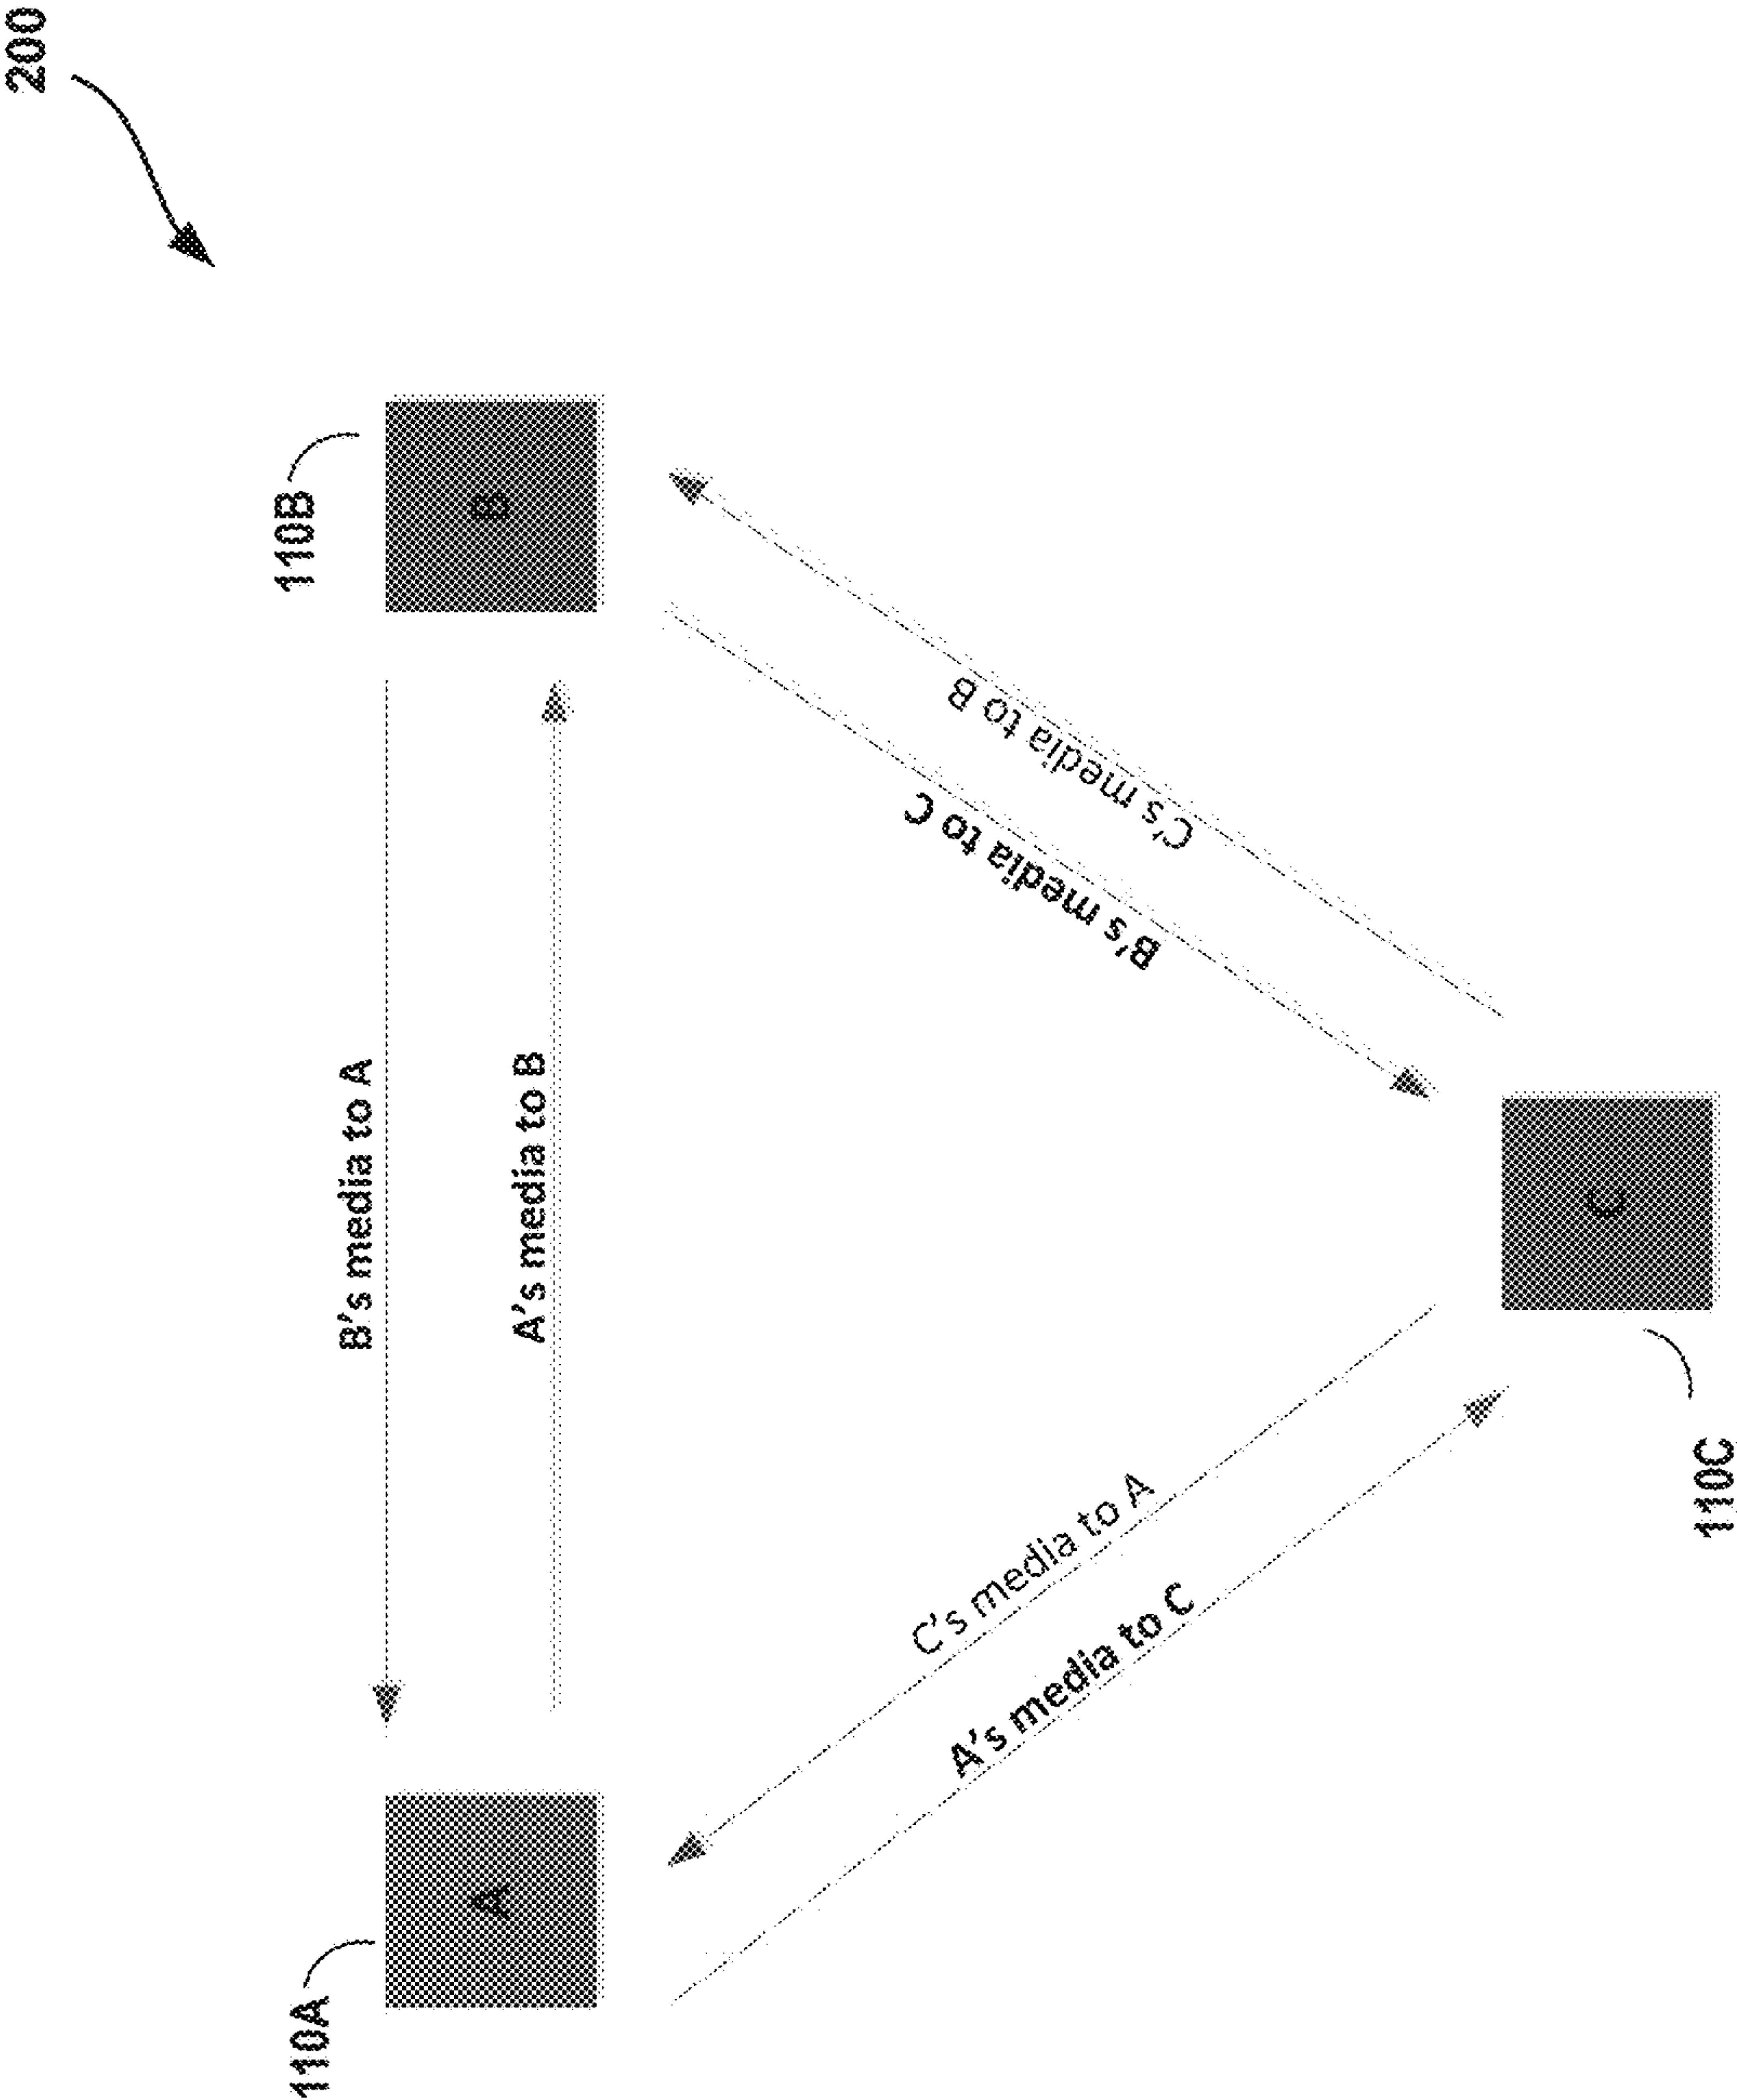 200
110A
A
B's media to A
A's media to B
110B
B
C's media to A
A's media to C
B's media to C
C's media to B
C
110C